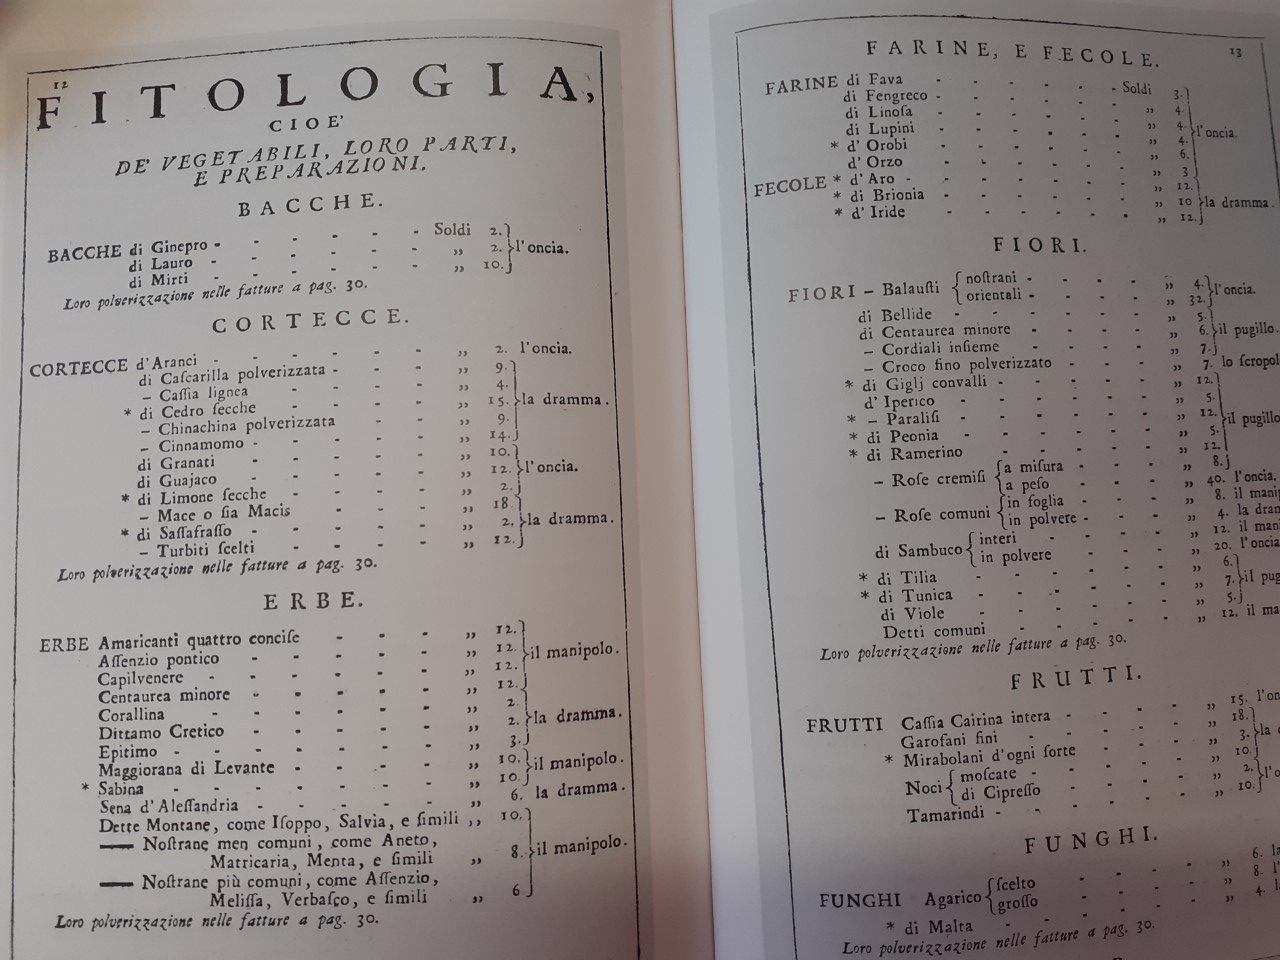 12
FITOLOGIA,
CIOE'
DE' VEGETABILI, LORO PARTI,
E PREPARAZIONI.
BACCHE.
BACCHE di Ginepro - - - - - - Soldi 2.
di Lauro - - - - - - „ 2. l'oncia.
di Mirti - - - - - - „ 10.
Loro polverizzazione nelle fatture a pag. 30.
CORTECCE.
CORTECCE d'Aranci - - - - - - „ 2. l'oncia.
di Caſcarilla polverizzata - - - „ 9.
– Caſſia lignea - - - - „ 4.
* di Cedro ſecche - - - - „ 15. la dramma.
– Chinachina polverizzata - - „ 9.
– Cinnamomo - - - - - „ 14.
di Granati - - - - - „ 10.
di Guajaco - - - - - „ 12. l'oncia.
* di Limone ſecche - - - - „ 2.
– Mace o ſia Macis - - - - „ 18
* di Saſſafraſſo - - - - - „ 2. la dramma.
– Turbiti ſcelti - - - - „ 12.
Loro polverizzazione nelle fatture a pag. 30.
ERBE.
ERBE Amaricanti quattro conciſe - - - „ 12.
Aſſenzio pontico - - - - - „ 12. il manipolo.
Capilvenere - - - - - - „ 12.
Centaurea minore - - - - - „ 12.
Corallina - - - - - - „ 2.
Dittamo Cretico - - - - - „ 2. la dramma.
Epitimo - - - - - - - „ 3.
Maggiorana di Levante - - - - „ 10. il manipolo.
* Sabina - - - - - - - „ 10.
Sena d'Aleſſandria - - - - - „ 6. la dramma.
Dette Montane, come Iſoppo, Salvia, e ſimili „ 10.
— Noſtrane men comuni, come Aneto,
Matricaria, Menta, e ſimili „ 8. il manipolo.
— Noſtrane più comuni, come Aſſenzio,
Meliſſa, Verbaſco, e ſimili „ 6
Loro polverizzazione nelle fatture a pag. 30.
FARINE, E FECOLE. 13
FARINE di Fava - - - - - - Soldi 3.
di Fengreco - - - - - - „ 4.
di Linoſa - - - - - - „ 4. l'oncia.
di Lupini - - - - - - „ 4.
* d' Orobi - - - - - - „ 6.
d' Orzo - - - - - - „ 3
FECOLE * d' Aro - - - - - - „ 12.
* di Brionia - - - - - - „ 10 la dramma.
* d' Iride - - - - - - „ 12.
FIORI.
FIORI – Balauſti noſtrani - - - - - „ 4. l'oncia.
orientali - - - - - „ 32.
di Bellide - - - - - - „ 5.
di Centaurea minore - - - - „ 6. il pugillo.
– Cordiali inſieme - - - - „ 7.
– Croco fino polverizzato - - - „ 7. lo ſcropol
* di Giglj convalli - - - - - „ 12.
d' Iperico - - - - - - „ 5.
* – Paraliſi - - - - - - „ 12. il pugillo
* di Peonia - - - - - - „ 5.
* di Ramerino - - - - - „ 12.
– Roſe cremiſi a miſura - - - - „ 8.
a peſo - - - - „ 40. l'oncia.
– Roſe comuni in foglia - - - - „ 8. il mani
in polvere - - - - „ 4. la dram
di Sambuco interi - - - - „ 12. il man
in polvere - - - - „ 20. l'onci
* di Tilia - - - - - - „ 6.
* di Tunica - - - - - - „ 7. il pug
di Viole - - - - - - „ 5.
Detti comuni - - - - - „ 12. il ma
Loro polverizzazione nelle fatture a pag. 30.
FRUTTI.
FRUTTI Caſſia Cairina intera - - - - „ 15. l'on
Garofani fini - - - - - „ 18.
* Mirabolani d'ogni ſorte - - - „ 3. la
Noci moſcate - - - - - „ 10.
di Cipreſſo - - - - „ 2. l'o
Tamarindi - - - - - - „ 10.
FUNGHI.
FUNGHI Agarico ſcelto - - - - „ 6. la
groſſo - - - - „ 8. l'
* di Malta - - - - - „ 4.
Loro polverizzazione nelle fatture a pag. 30.